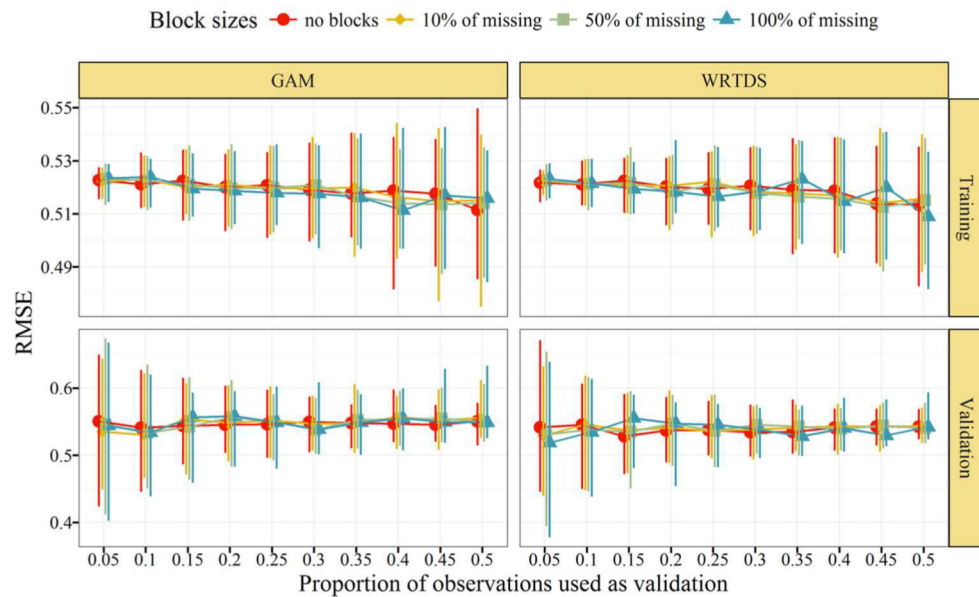 Block sizes no blocks 10% of missing 50% of missing 100% of missing
GAM WRTDS
0.55
0.53
0.51
0.49
Training
RMSE
0.6
0.5
0.4
Validation
0.05 0.1 0.15 0.2 0.25 0.3 0.35 0.4 0.45 0.5 0.05 0.1 0.15 0.2 0.25 0.3 0.35 0.4 0.45 0.5
Proportion of observations used as validation